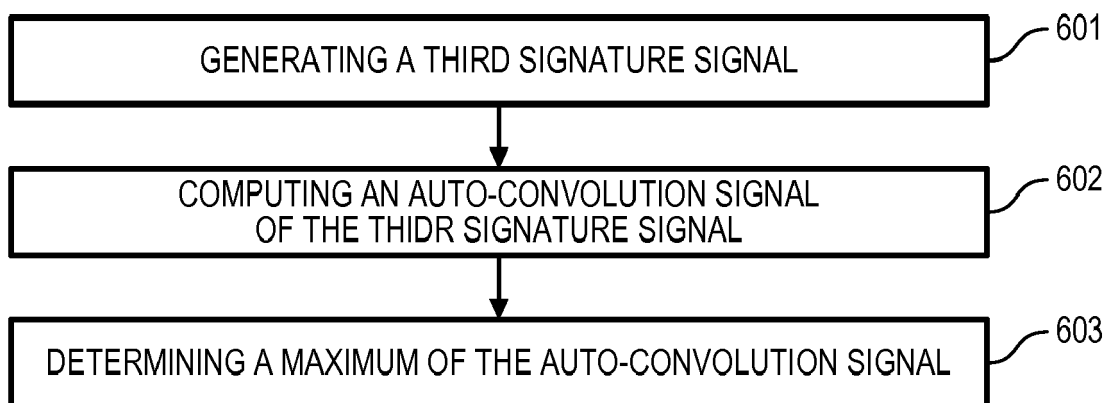 GENERATING A THIRD SIGNATURE SIGNAL
601
COMPUTING AN AUTO-CONVOLUTION SIGNAL
OF THE THIDR SIGNATURE SIGNAL
602
DETERMINING A MAXIMUM OF THE AUTO-CONVOLUTION SIGNAL
603